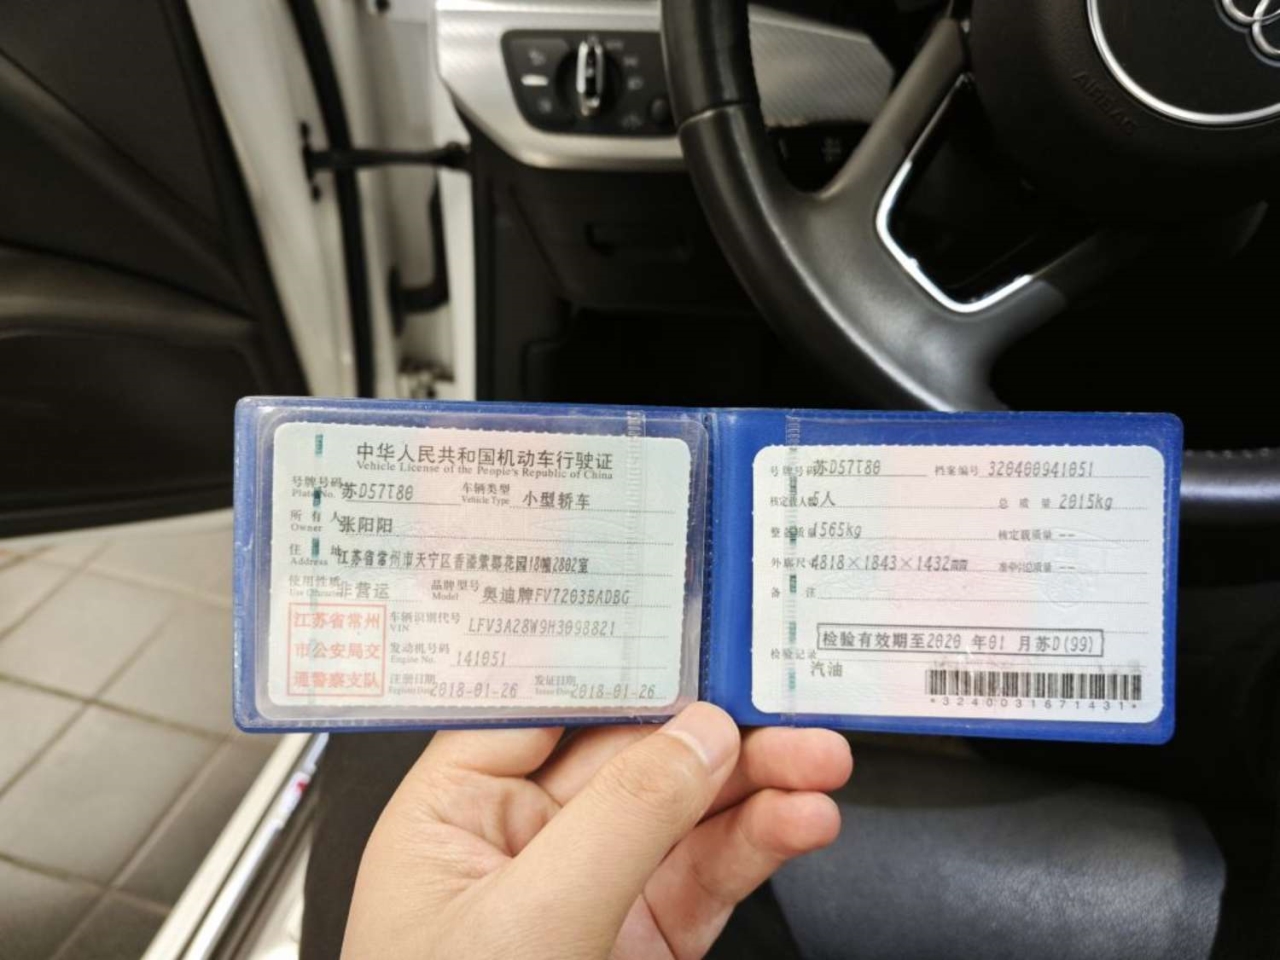 中华人民共和国机动车行驶证
Vehicle License of the People's Republic of China
号牌号码 苏D57T80 车辆类型 小型轿车
Plate No. Vehicle Type
所有人 张阳阳
Owner
住址 江苏省常州市天宁区香溢紫郡花园18幢2802室
Address
使用性质 非营运 品牌型号 奥迪牌FV7203BADBG
Use Character Model
江苏省常州
市公安局交
通警察支队
车辆识别代号 LFV3A28W9H3098821
VIN
发动机号码 141051
Engine No.
注册日期 2018-01-26 发证日期 2018-01-26
Register Date Issue Date
号牌号码 苏D57T80 档案编号 320400941051
核定载人数 5人 总质量 2015kg
整备质量 1565kg 核定载质量 --
外廓尺寸 4818×1843×1432mm 准牵引总质量 --
备注
检验有效期至2020 年01 月苏D(99)
检验记录
汽油
*3240031671431*
AIRBAG